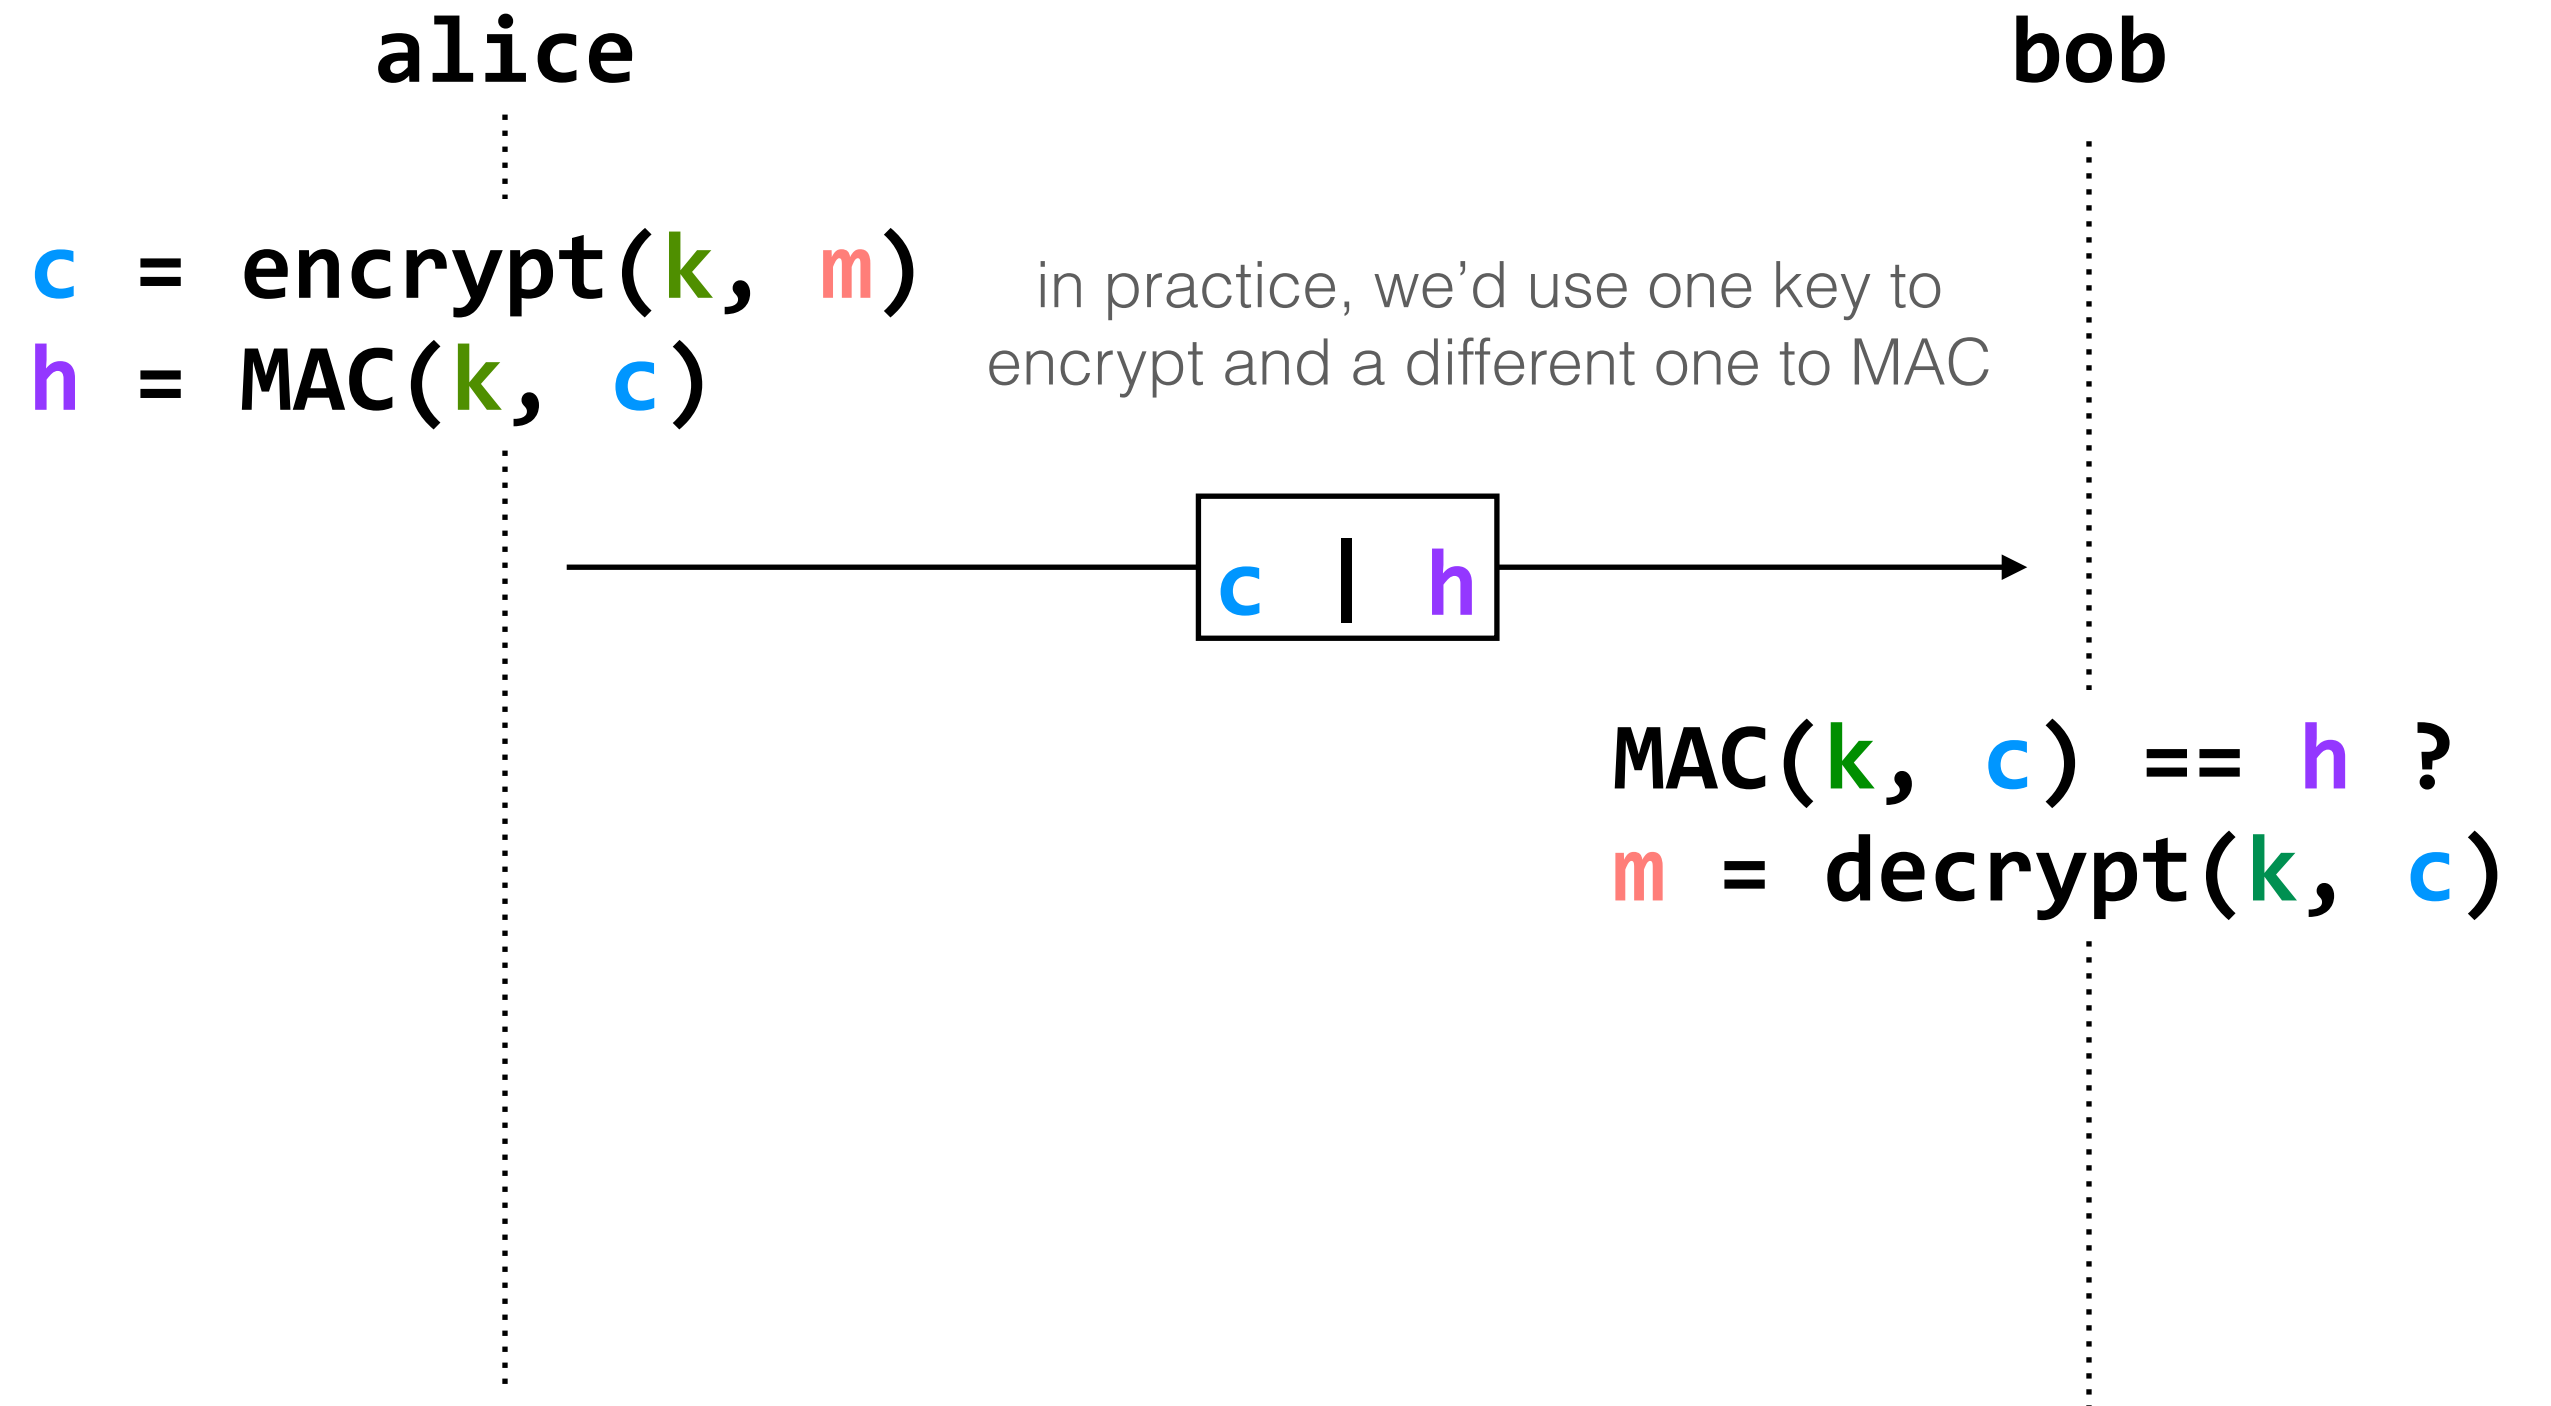 alice
bob
c = encrypt(k, m)
h = MAC(k, c)
in practice, we’d use one key to
encrypt and a different one to MAC
c | h
MAC(k, c) == h ?
m = decrypt(k, c)